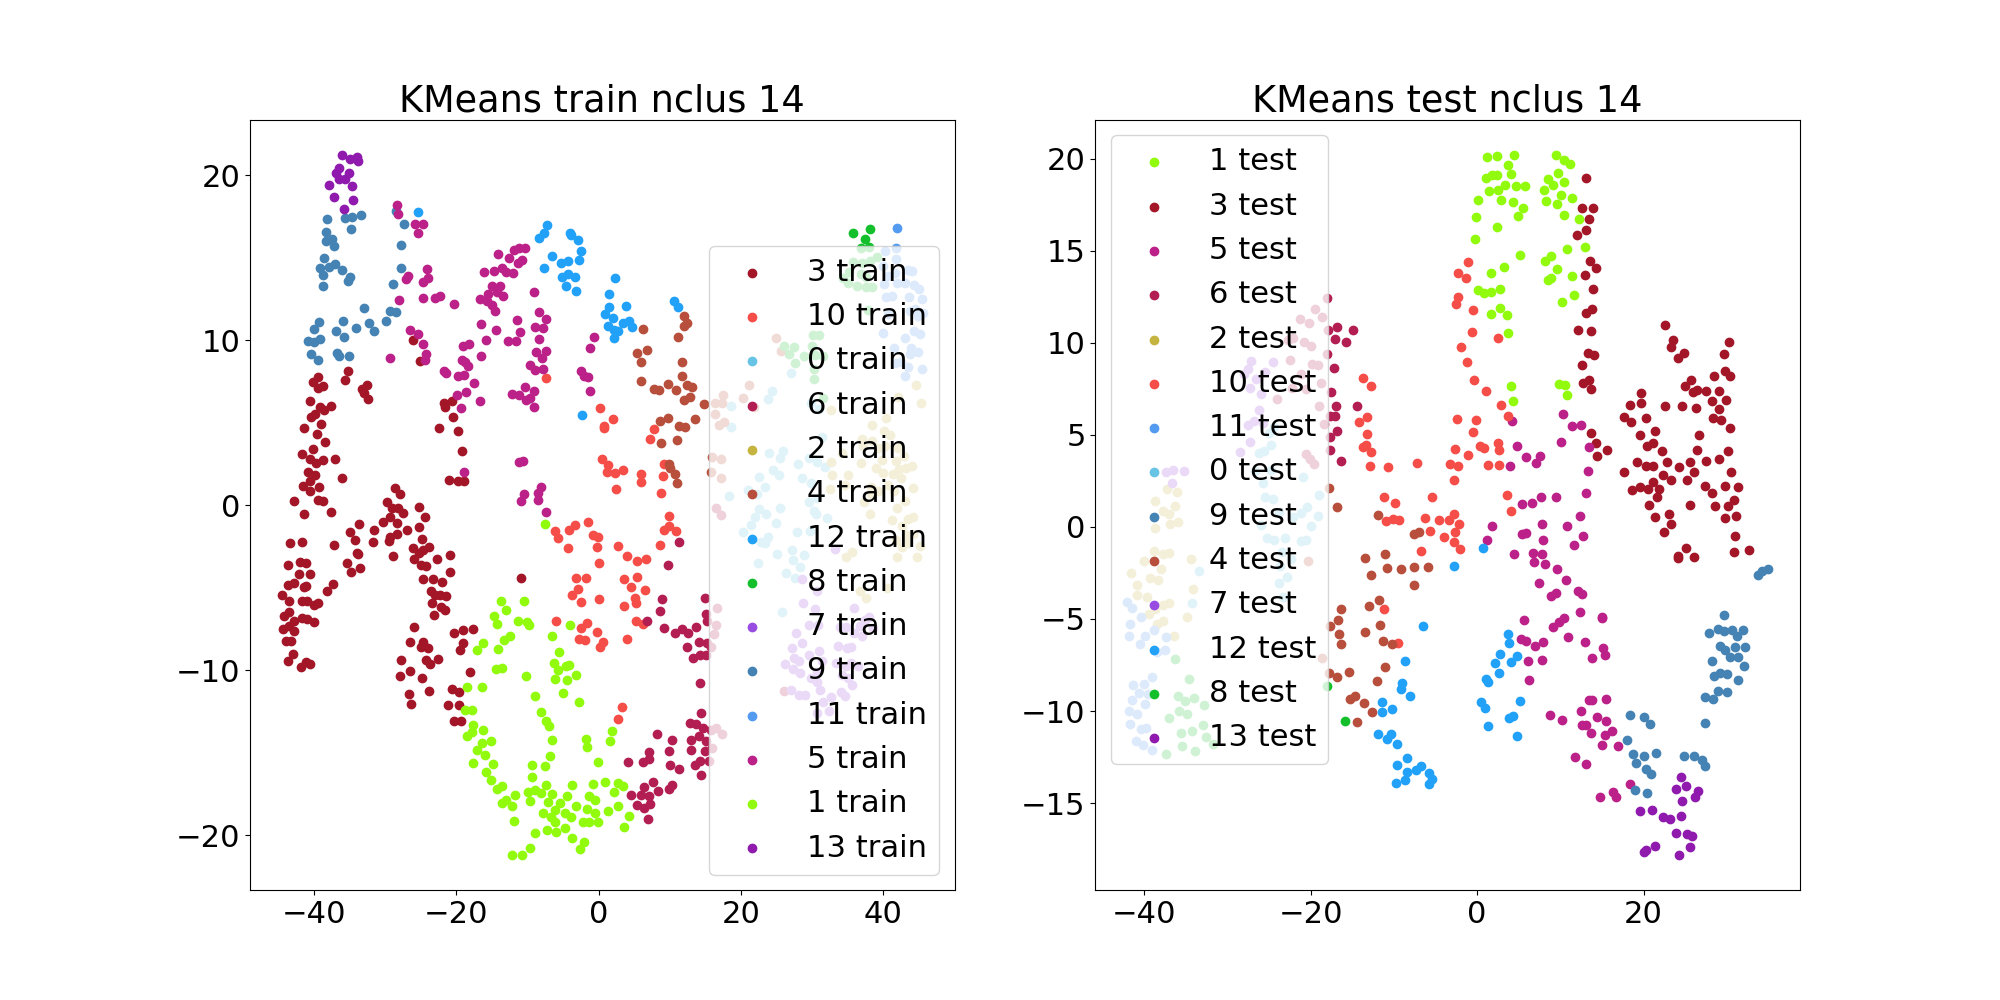 KMeans train nclus 14
20
10
0
−10
−20
−40
−20
0
20
40
3 train
10 train
0 train
6 train
2 train
4 train
12 train
8 train
7 train
9 train
11 train
5 train
1 train
13 train
KMeans test nclus 14
20
15
10
5
0
−5
−10
−15
−40
−20
0
20
1 test
3 test
5 test
6 test
2 test
10 test
11 test
0 test
9 test
4 test
7 test
12 test
8 test
13 test